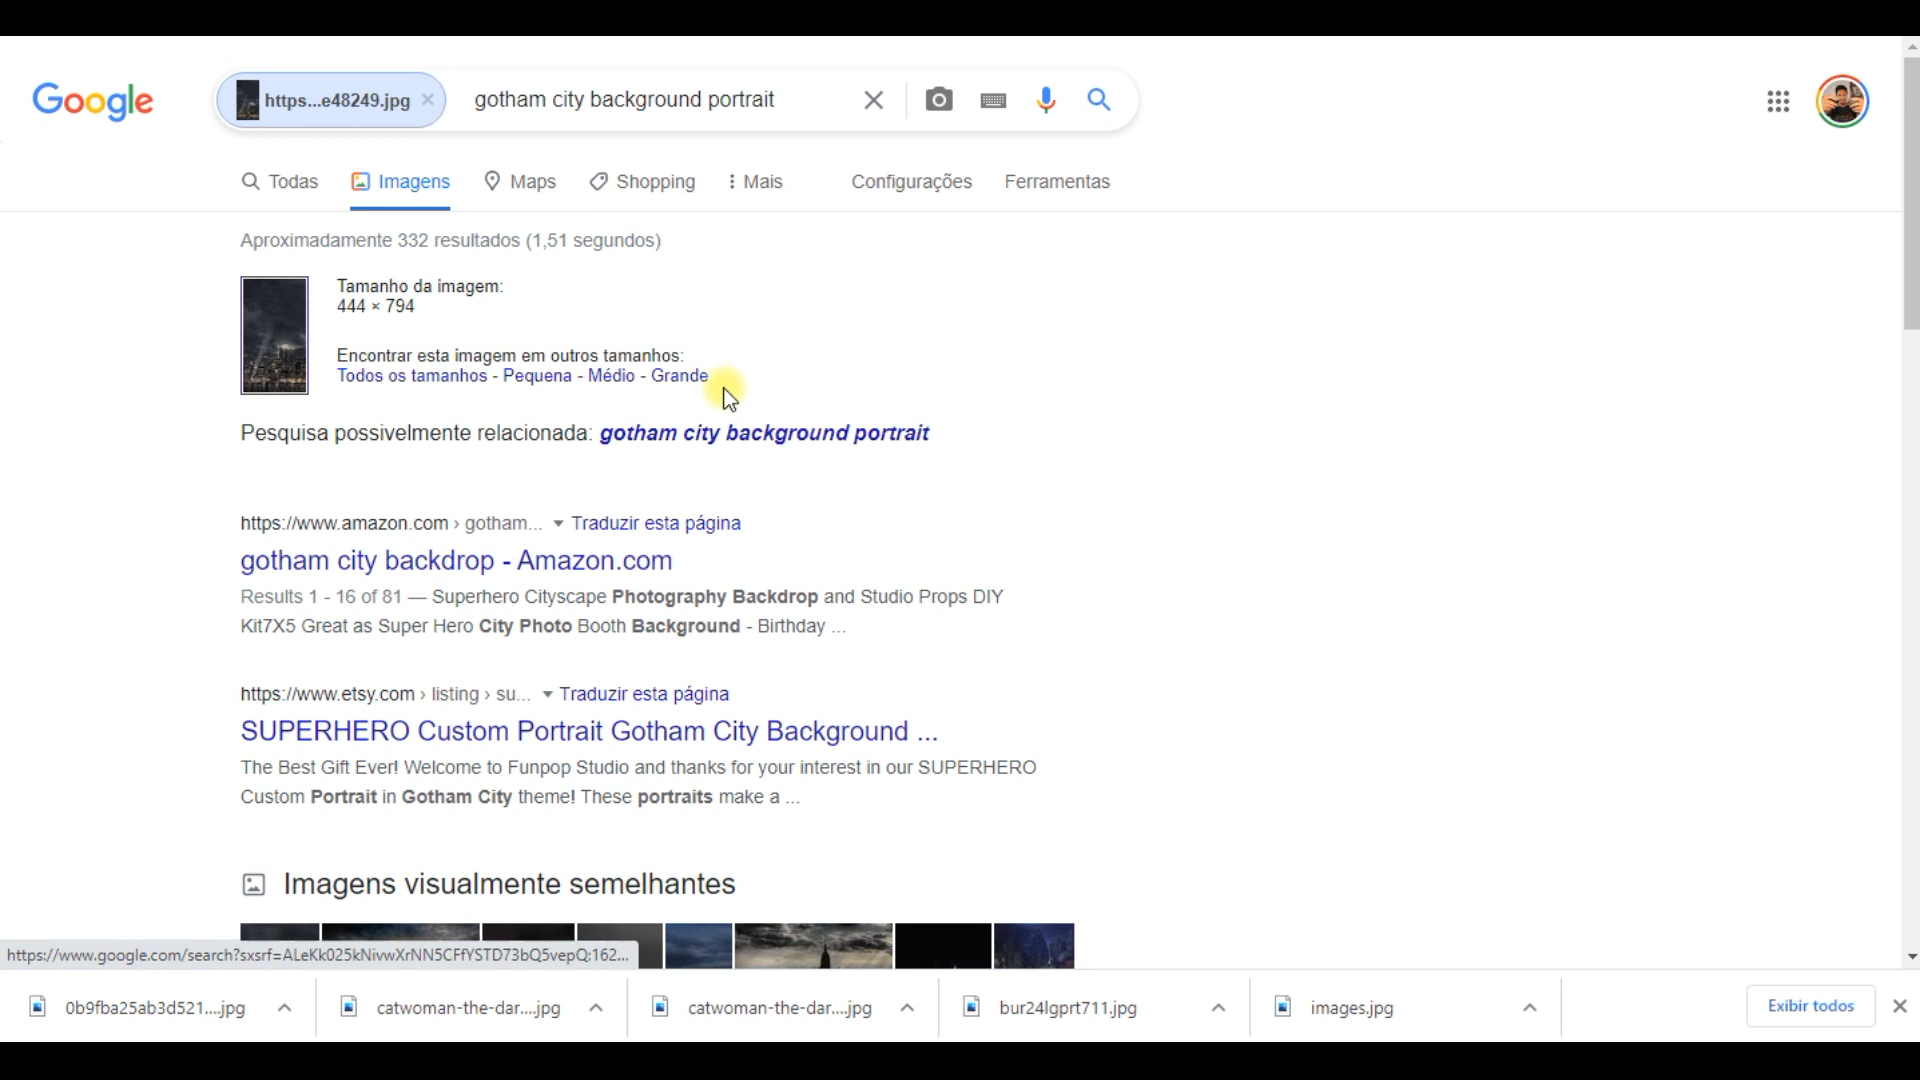 Google
https...e48249.jpg gotham city background portrait
Todas Imagens Maps Shopping Mais Configurações Ferramentas
Aproximadamente 332 resultados (1,51 segundos)
Tamanho da imagem:
444 × 794
Encontrar esta imagem em outros tamanhos:
Todos os tamanhos - Pequena - Médio - Grande
Pesquisa possivelmente relacionada: gotham city background portrait
https://www.amazon.com › gotham... Traduzir esta página
gotham city backdrop - Amazon.com
Results 1 - 16 of 81 — Superhero Cityscape Photography Backdrop and Studio Props DIY
Kit7X5 Great as Super Hero City Photo Booth Background - Birthday ...
https://www.etsy.com › listing › su... Traduzir esta página
SUPERHERO Custom Portrait Gotham City Background ...
The Best Gift Ever! Welcome to Funpop Studio and thanks for your interest in our SUPERHERO
Custom Portrait in Gotham City theme! These portraits make a ...
Imagens visualmente semelhantes
https://www.google.com/search?sxsrf=ALeKk025kNivwXrNN5CFfYSTD73bQ5vepQ:162...
0b9fba25ab3d521....jpg catwoman-the-dar....jpg catwoman-the-dar....jpg bur24lgprt711.jpg images.jpg Exibir todos